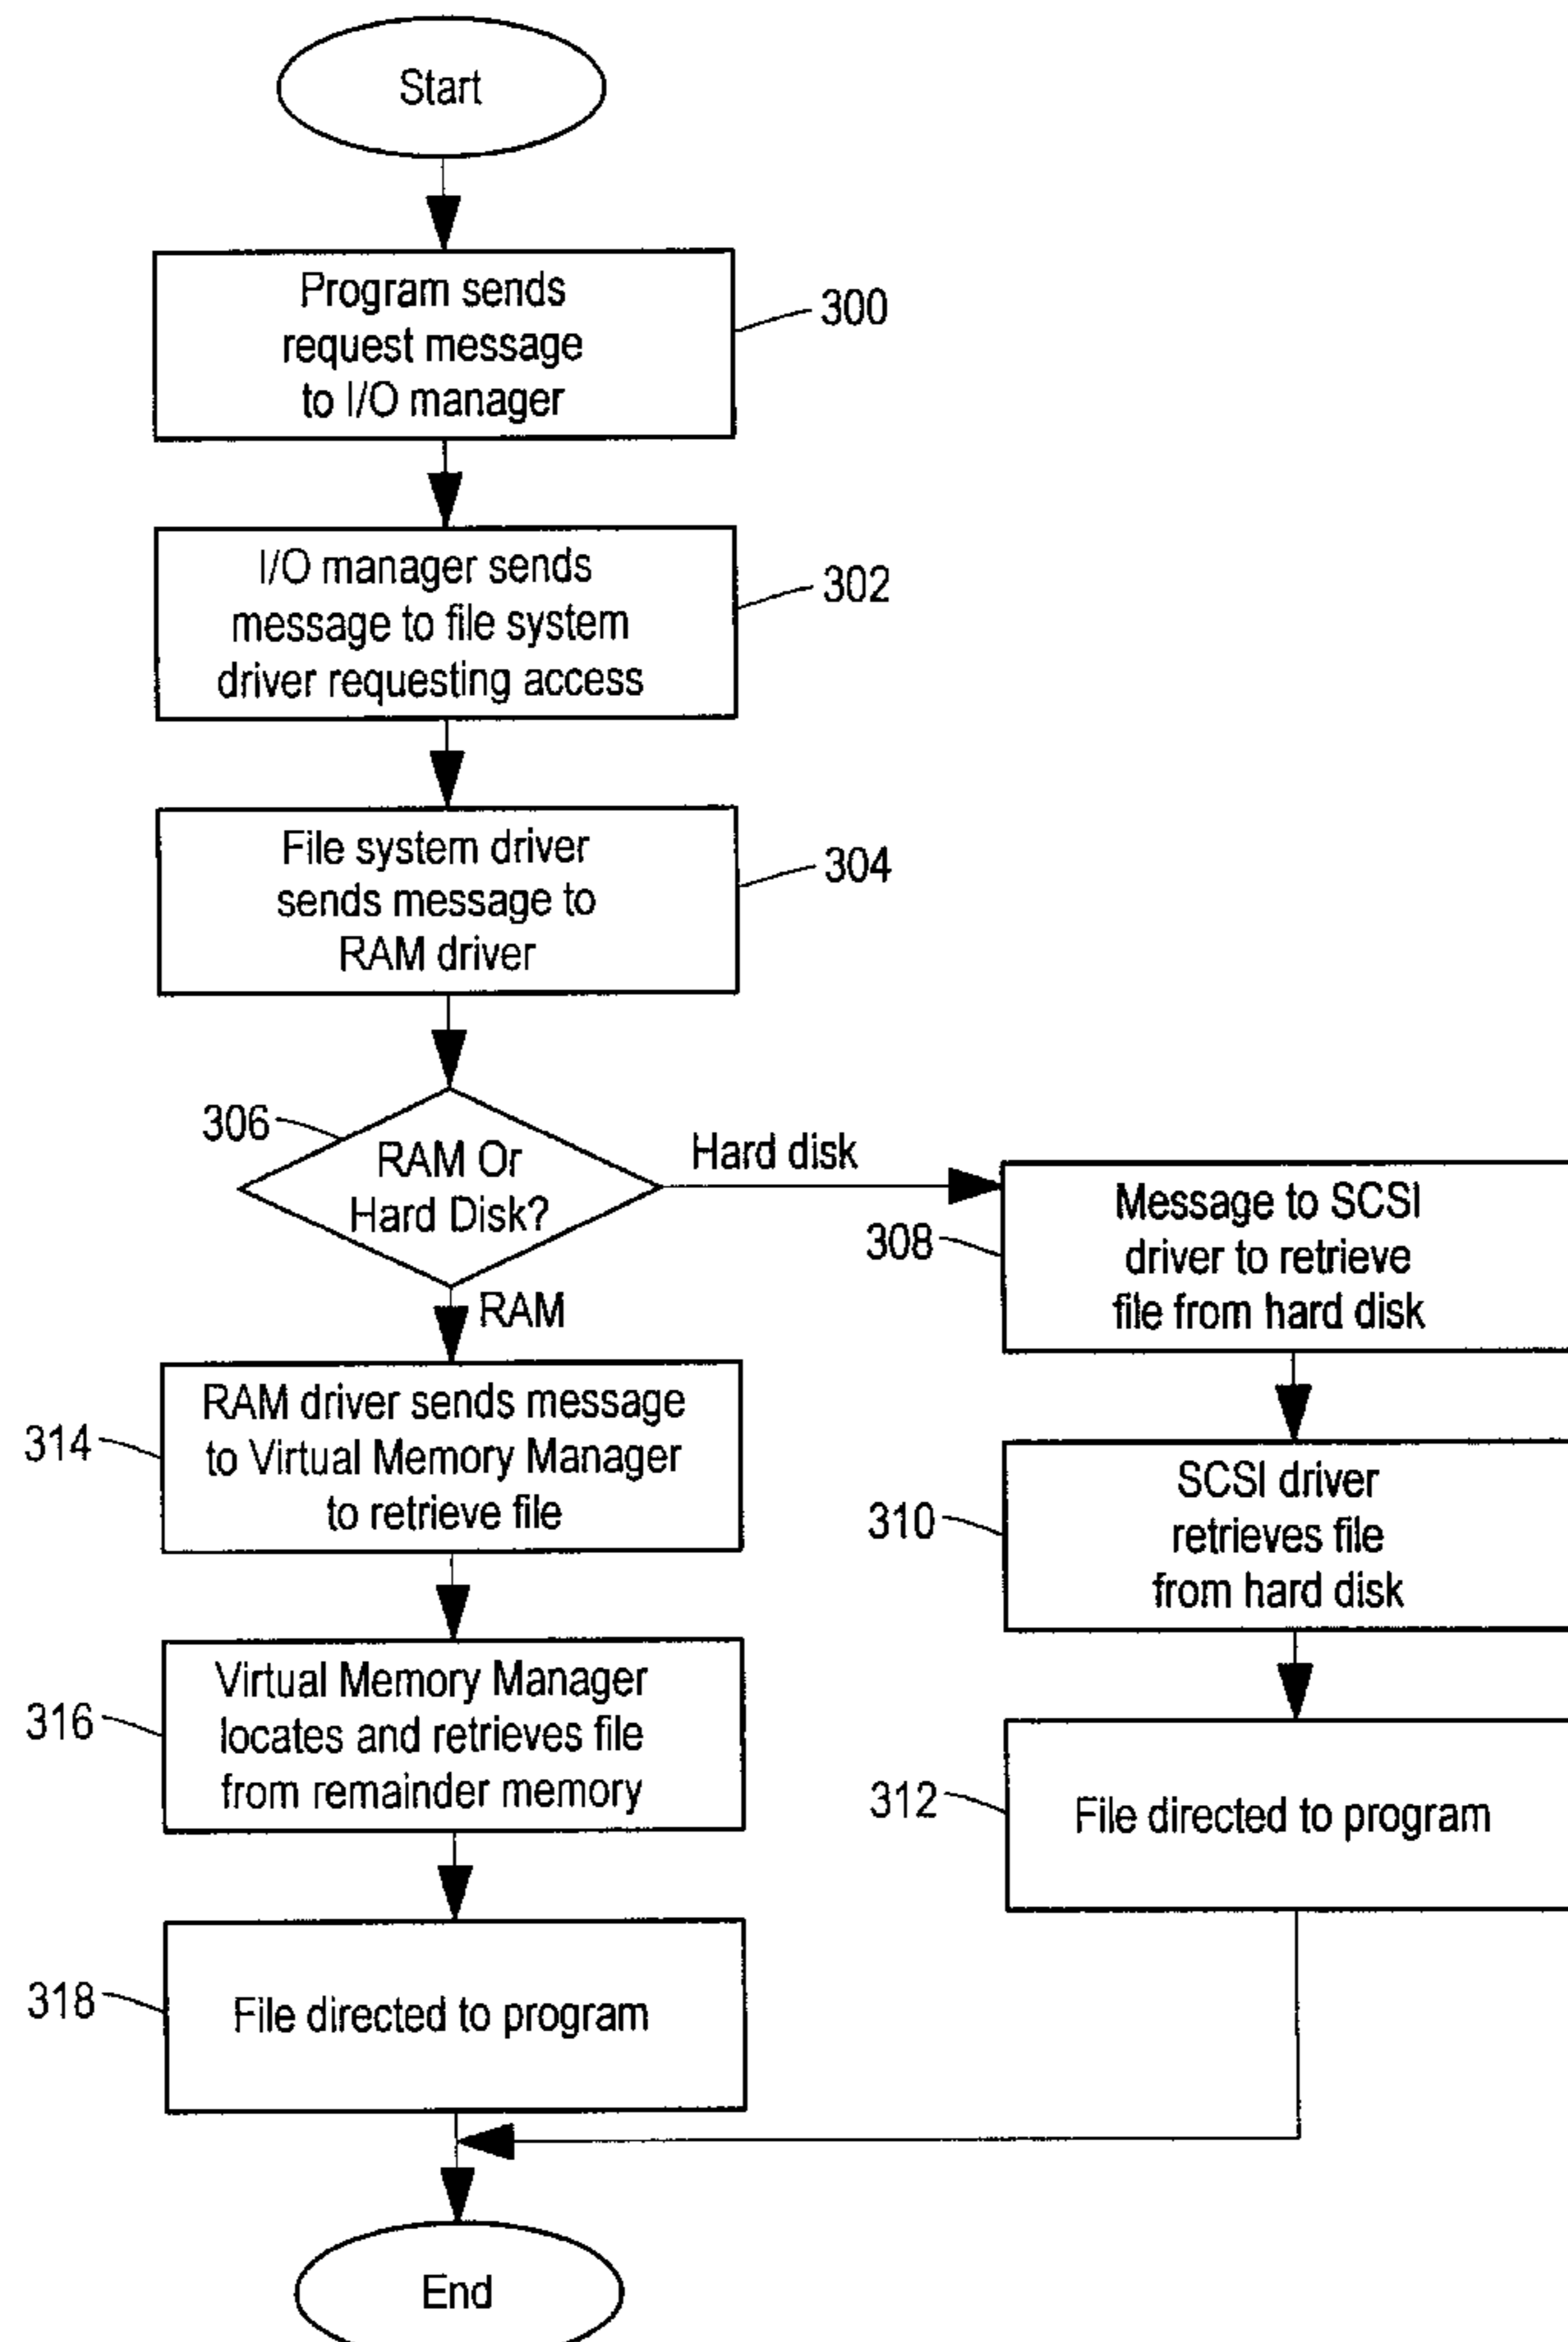 Start
Program sends
request message
to I/O manager
300
I/O manager sends
message to file system
driver requesting access
302
File system driver
sends message to
RAM driver
304
306
RAM Or
Hard Disk?
Hard disk
RAM
Message to SCSI
driver to retrieve
file from hard disk
308
RAM driver sends message
to Virtual Memory Manager
to retrieve file
314
SCSI driver
retrieves file
from hard disk
310
Virtual Memory Manager
locates and retrieves file
from remainder memory
316
File directed to program
312
File directed to program
318
End